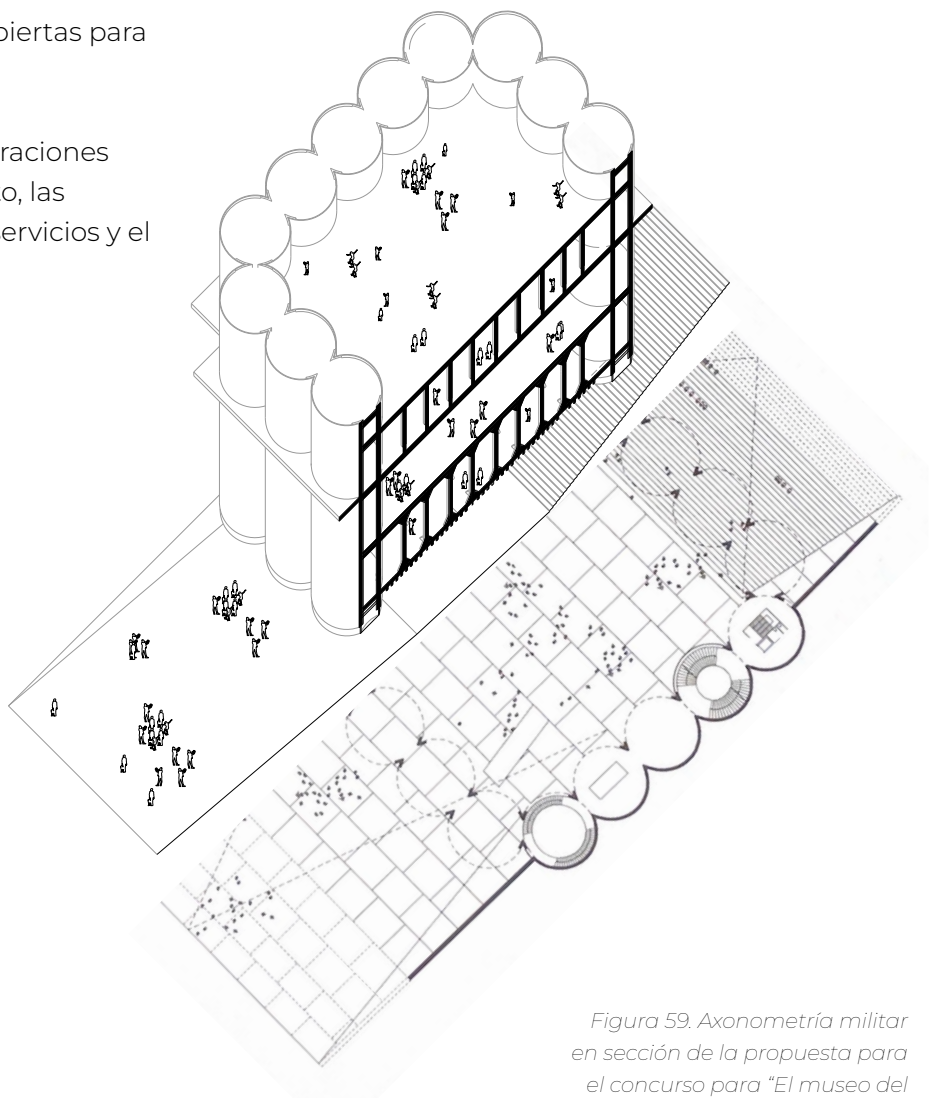 biertas para
raciones
o, las
servicios y el
Figura 59. Axonometría militar
en sección de la propuesta para
el concurso para “El museo del